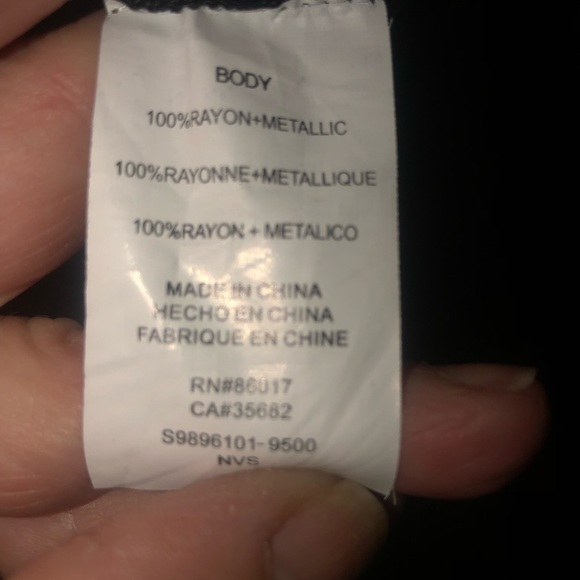 BODY
100%RAYON+METALLIC
100%RAYONNE+METALLIQUE
100%RAYON + METALICO
MADE IN CHINA
HECHO EN CHINA
FABRIQUE EN CHINE
RN#86017
CA#35682
S9896101-9500
NVS